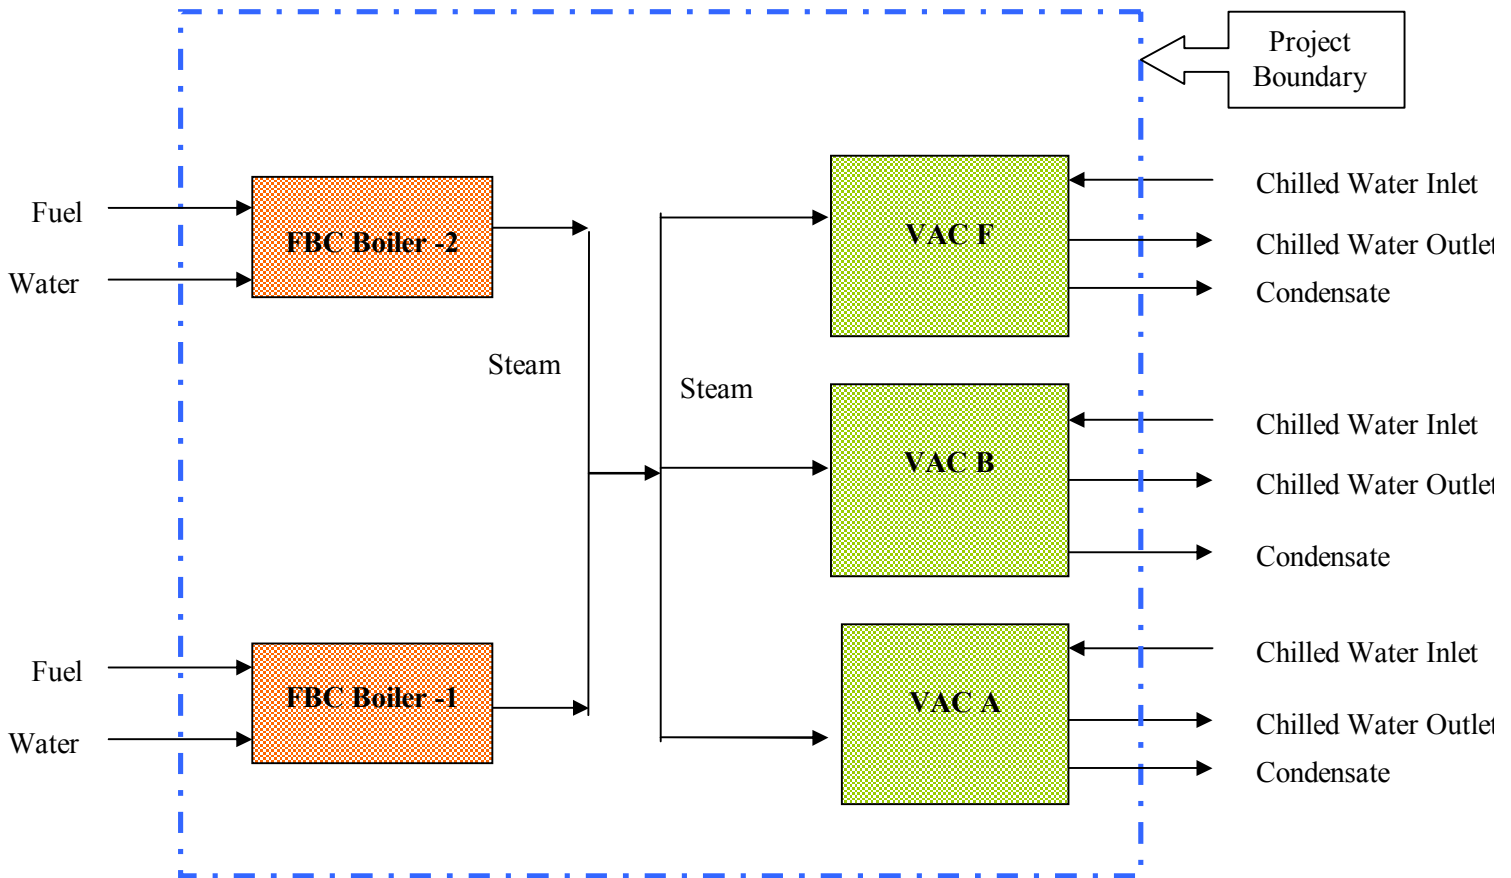 Project
Boundary
Fuel
Water
FBC Boiler -2
Steam
Steam
VAC F
Chilled Water Inlet
Chilled Water Outlet
Condensate
VAC B
Chilled Water Inlet
Chilled Water Outlet
Condensate
Fuel
Water
FBC Boiler -1
VAC A
Chilled Water Inlet
Chilled Water Outlet
Condensate